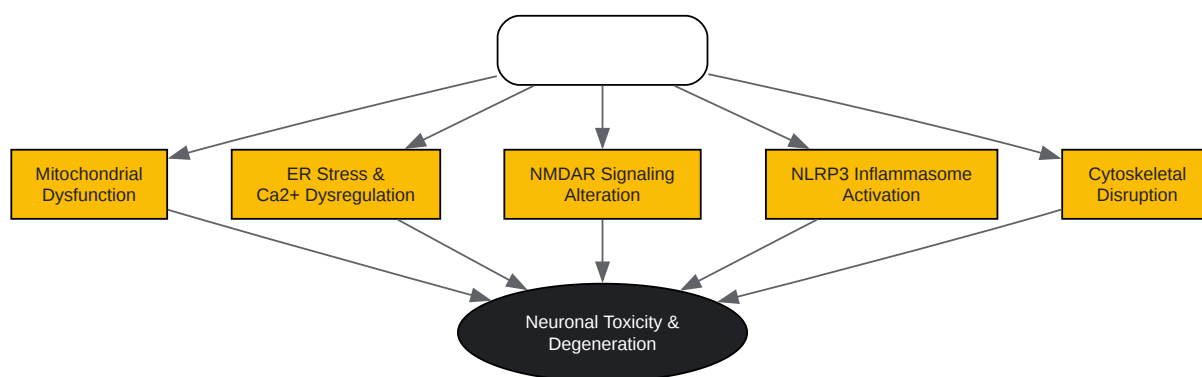 Mitochondrial
Dysfunction
ER Stress &
Ca2+ Dysregulation
NMDAR Signaling
Alteration
NLRP3 Inflammasome
Activation
Cytoskeletal
Disruption
Neuronal Toxicity &
Degeneration